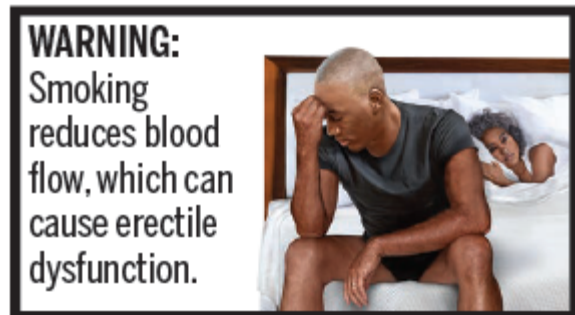 WARNING:
Smoking
reduces blood
flow, which can
cause erectile
dysfunction.